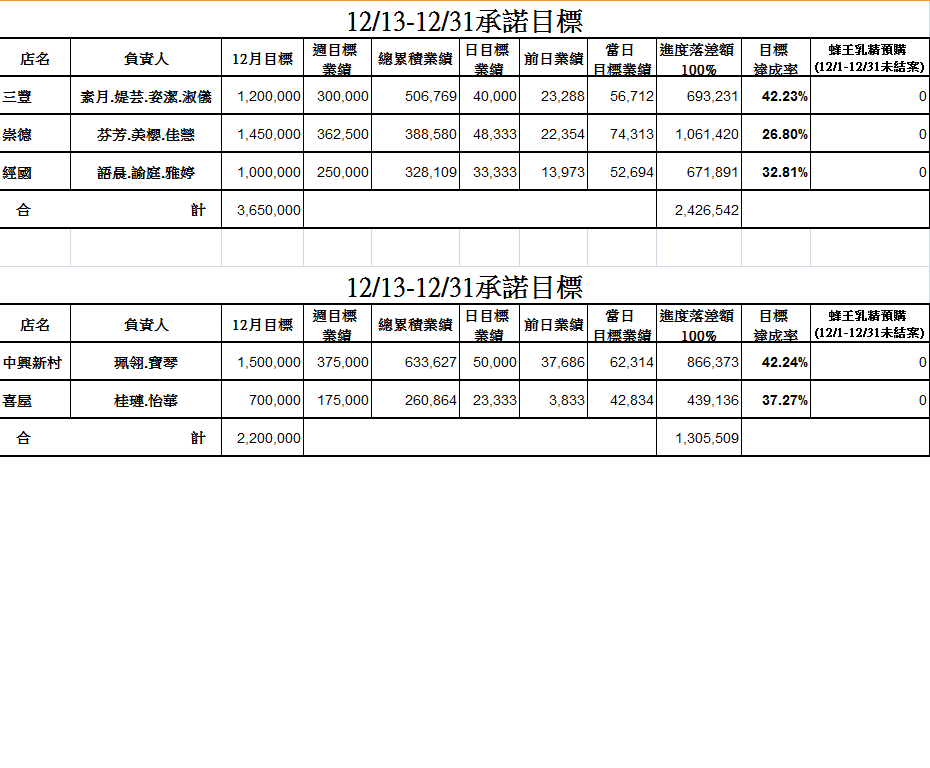 12/13-12/31承諾目標
店名 負責人 12月目標 週目標業績 總累積業績 日目標業績 前日業績 當日目標業績 進度落差額100% 目標達成率 蜂王乳精預購(12/1-12/31未結案)
三豐 素月.媞芸.姿潔.淑儀 1,200,000 300,000 506,769 40,000 23,288 56,712 693,231 42.23% 0
崇德 芬芳.美櫻.佳慧 1,450,000 362,500 388,580 48,333 22,354 74,313 1,061,420 26.80% 0
經國 語晨.諭庭.雅婷 1,000,000 250,000 328,109 33,333 13,973 52,694 671,891 32.81% 0
合 計 3,650,000 2,426,542
12/13-12/31承諾目標
店名 負責人 12月目標 週目標業績 總累積業績 日目標業績 前日業績 當日目標業績 進度落差額100% 目標達成率 蜂王乳精預購(12/1-12/31未結案)
中興新村 珮翎.寶琴 1,500,000 375,000 633,627 50,000 37,686 62,314 866,373 42.24% 0
喜屋 桂璉.怡華 700,000 175,000 260,864 23,333 3,833 42,834 439,136 37.27% 0
合 計 2,200,000 1,305,509